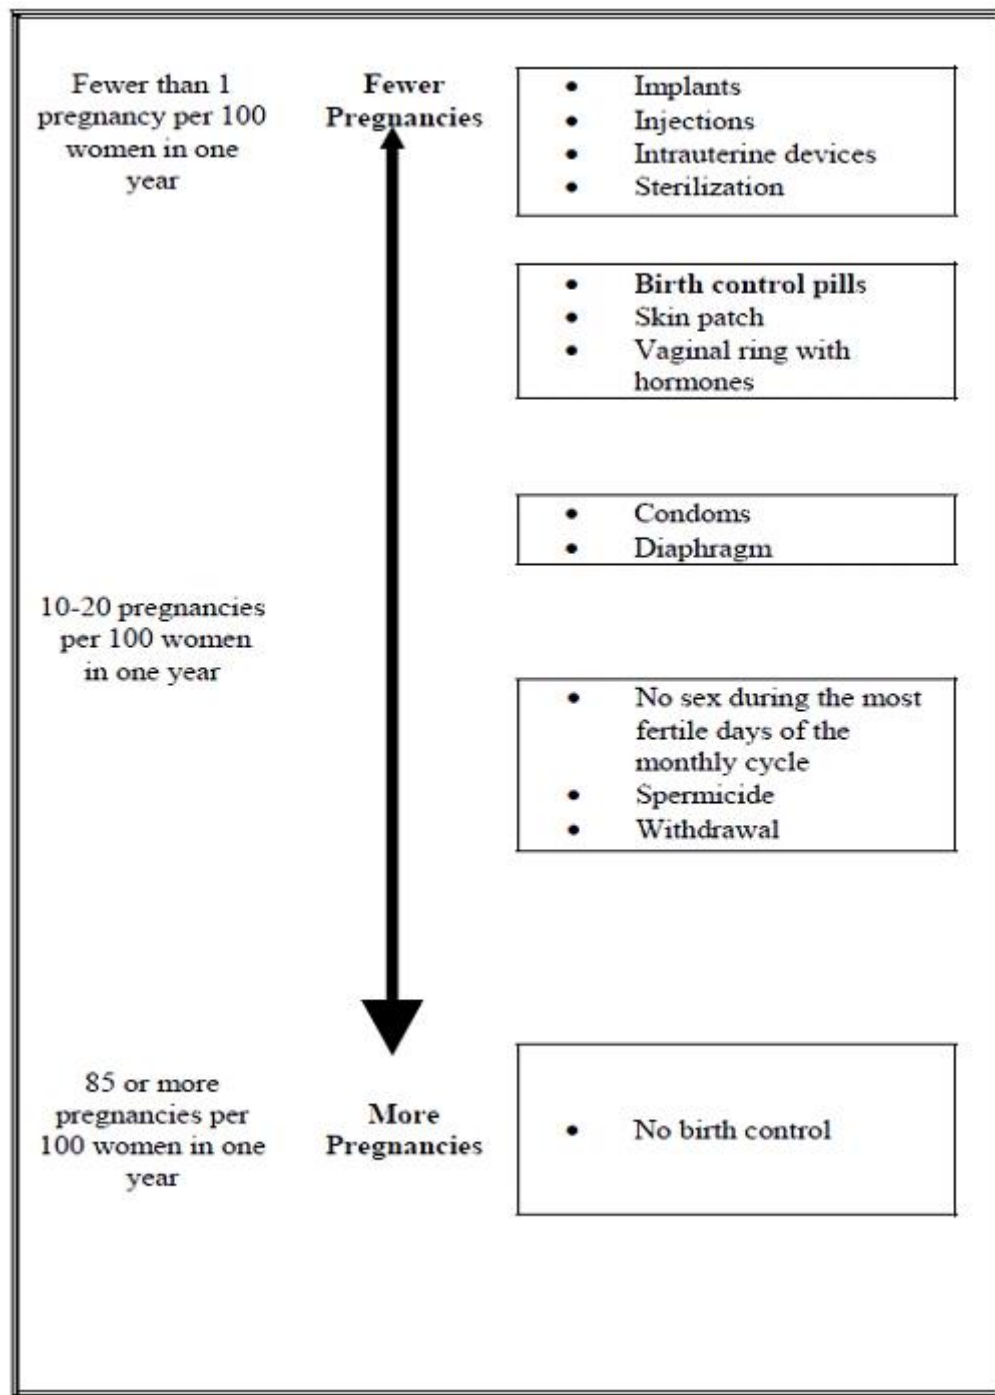 Fewer than 1
pregnancy per 100
women in one
year
Fewer
Pregnancies
• Implants
• Injections
• Intrauterine devices
• Sterilization
• Birth control pills
• Skin patch
• Vaginal ring with
hormones
• Condoms
• Diaphragm
10-20 pregnancies
per 100 women
in one year
• No sex during the most
fertile days of the
monthly cycle
• Spermicide
• Withdrawal
85 or more
pregnancies per
100 women in one
year
More
Pregnancies
• No birth control